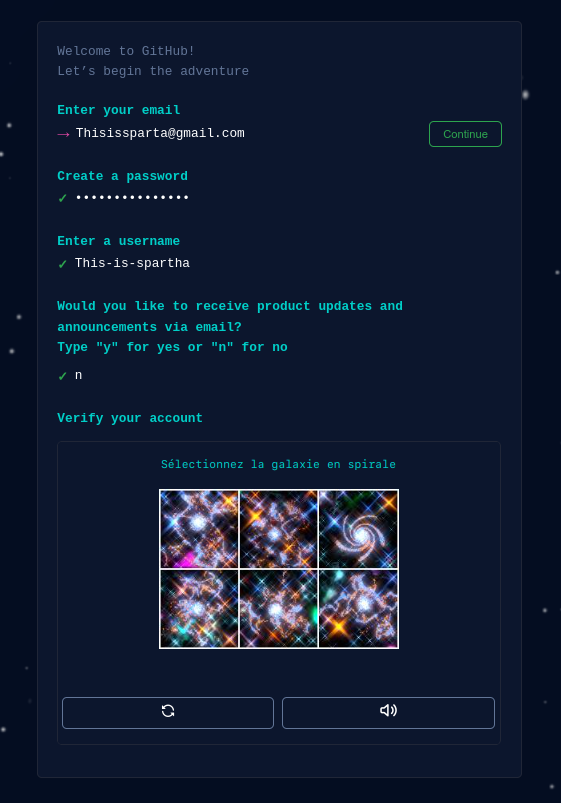 Welcome to GitHub!
Let’s begin the adventure
Enter your email
→ Thisissparta@gmail.com
Continue
Create a password
✓ •••••••••••••••
Enter a username
✓ This-is-spartha
Would you like to receive product updates and
announcements via email?
Type "y" for yes or "n" for no
✓ n
Verify your account
Sélectionnez la galaxie en spirale